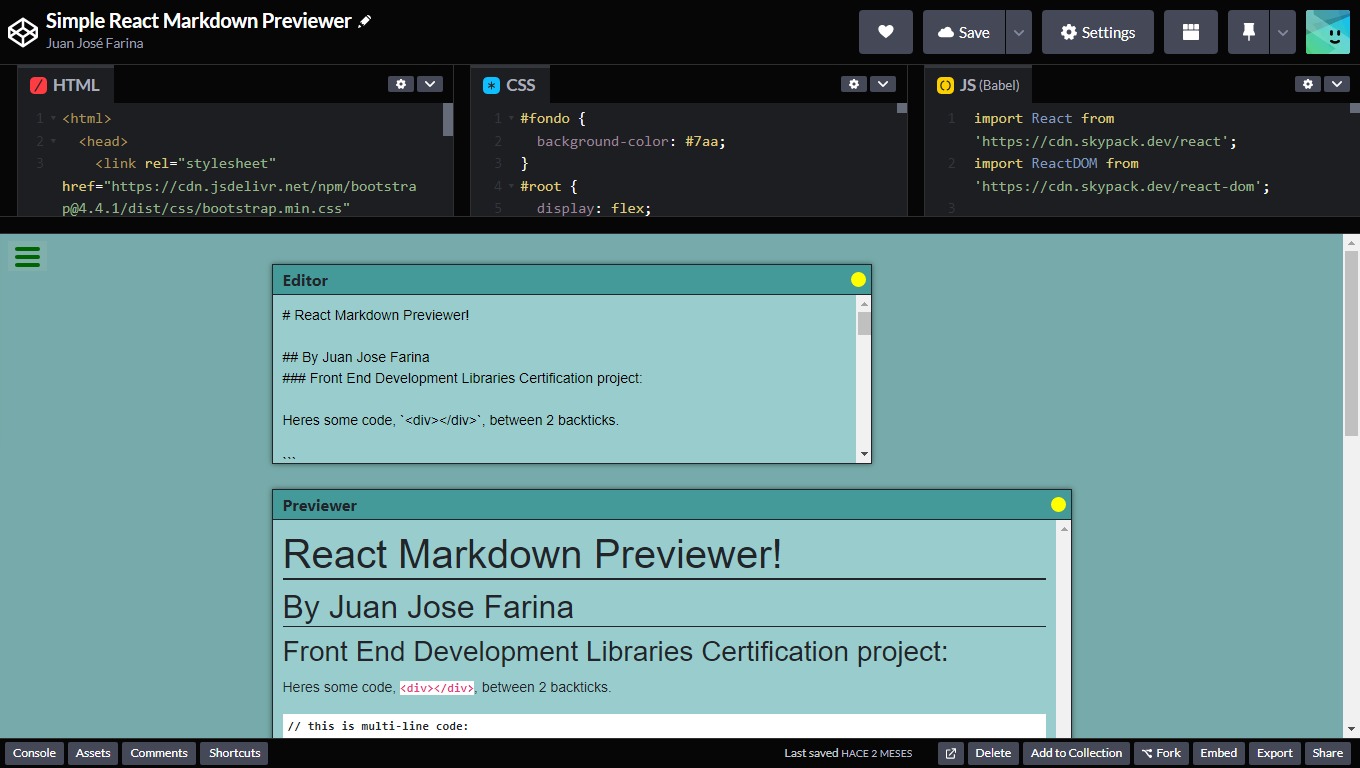 Simple React Markdown Previewer
Juan José Farina
Save
Settings
HTML
1 <html>
2 <head>
3 <link rel="stylesheet"
href="https://cdn.jsdelivr.net/npm/bootstra
p@4.4.1/dist/css/bootstrap.min.css"
CSS
1 #fondo {
2 background-color: #7aa;
3 }
4 #root {
5 display: flex;
JS (Babel)
1 import React from
'https://cdn.skypack.dev/react';
2 import ReactDOM from
'https://cdn.skypack.dev/react-dom';
3
Editor
# React Markdown Previewer!
## By Juan Jose Farina
### Front End Development Libraries Certification project:
Heres some code, `<div></div>`, between 2 backticks.
```
Previewer
React Markdown Previewer!
By Juan Jose Farina
Front End Development Libraries Certification project:
Heres some code, <div></div>, between 2 backticks.
// this is multi-line code:
Console Assets Comments Shortcuts Last saved HACE 2 MESES Delete Add to Collection Fork Embed Export Share